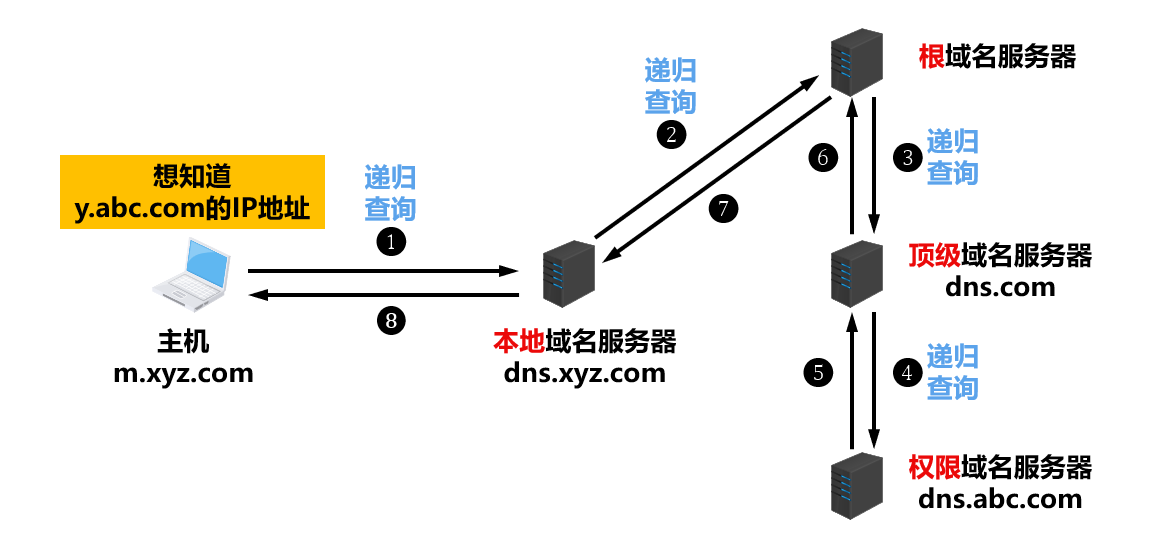 根域名服务器
递归
查询
❷
❻
❸
递归
查询
想知道
y.abc.com的IP地址
递归
查询
❶
❼
❽
主机
m.xyz.com
本地域名服务器
dns.xyz.com
顶级域名服务器
dns.com
❺
❹
递归
查询
权限域名服务器
dns.abc.com